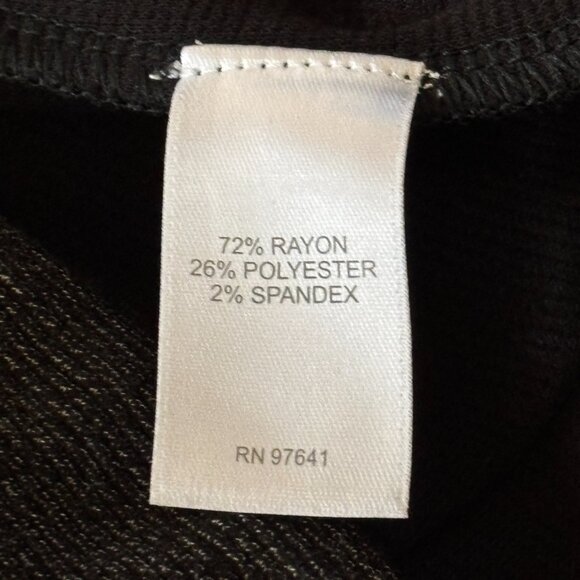 72% RAYON
26% POLYESTER
2% SPANDEX
RN 97641